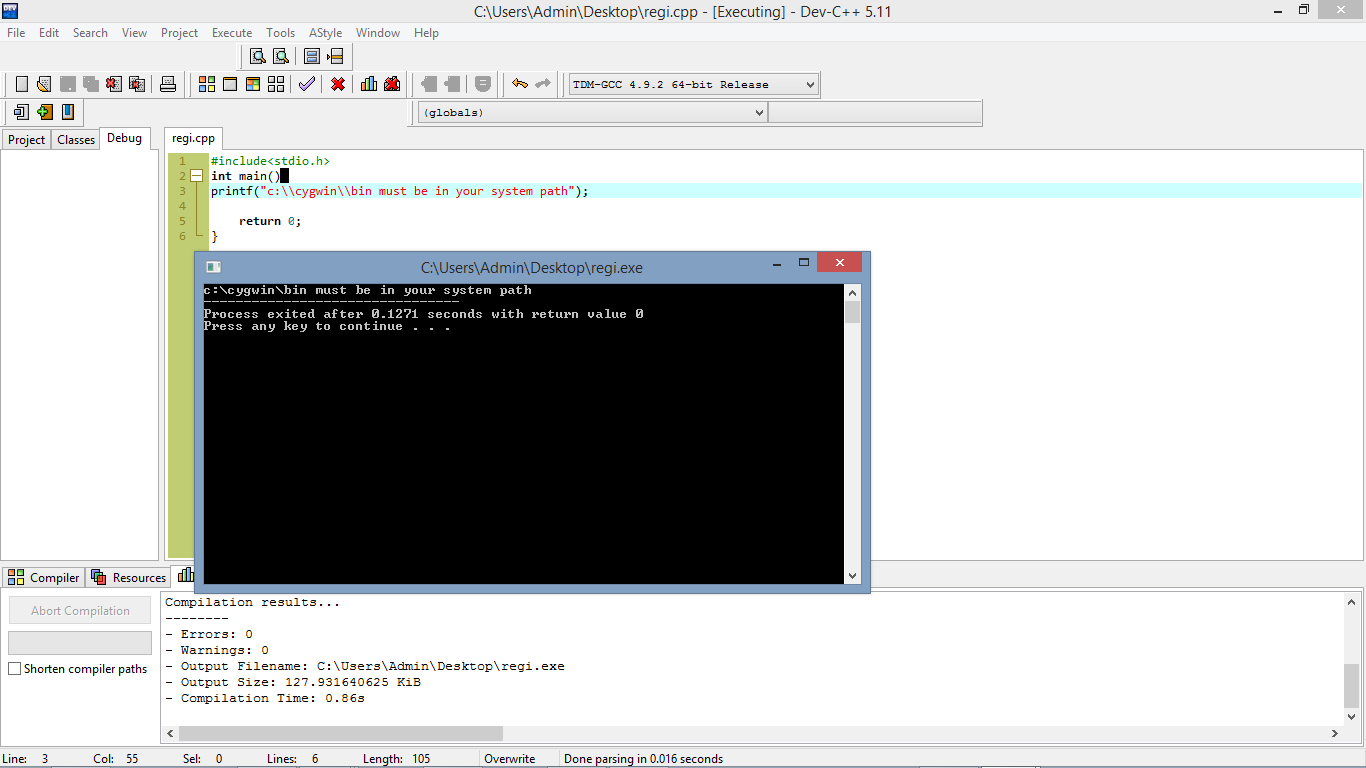 C:\Users\Admin\Desktop\regi.cpp - [Executing] - Dev-C++ 5.11
File Edit Search View Project Execute Tools AStyle Window Help
TDM-GCC 4.9.2 64-bit Release
(globals)
Project Classes Debug
regi.cpp
1 #include<stdio.h>
2 int main()
3 printf("c:\\cygwin\\bin must be in your system path");
4
5 return 0;
6 }
C:\Users\Admin\Desktop\regi.exe
c:\cygwin\bin must be in your system path
--------------------------------
Process exited after 0.1271 seconds with return value 0
Press any key to continue . . .
Compiler Resources
Abort Compilation
Shorten compiler paths
Compilation results...
--------
- Errors: 0
- Warnings: 0
- Output Filename: C:\Users\Admin\Desktop\regi.exe
- Output Size: 127.931640625 KiB
- Compilation Time: 0.86s
Line: 3 Col: 55 Sel: 0 Lines: 6 Length: 105 Overwrite Done parsing in 0.016 seconds